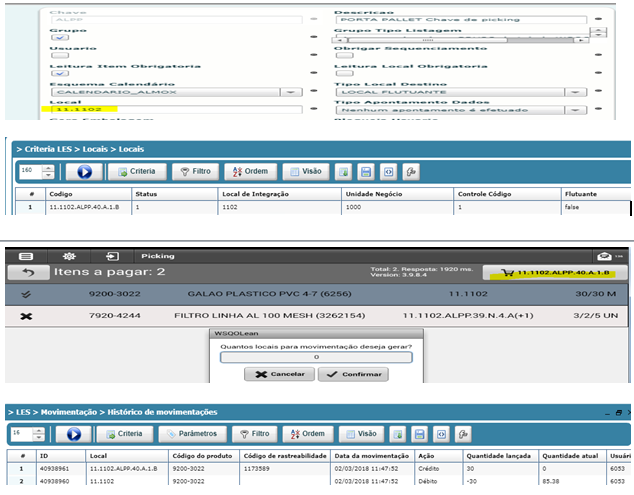 Chave Descricao
ALPP PORTA PALLET Chave de picking
Grupo Grupo Tipo Listagem
Usuario Obrigar Sequenciamento
Leitura Item Obrigatoria Leitura Local Obrigatoria
Esquema Calendário Tipo Local Destino
CALENDARIO_ALMOX LOCAL FLUTUANTE
Local Tipo Apontamento Dados
11.1102 Nenhum apontamento é efetuado
> Critéria LES > Locais > Locais
160 Criteria Filtro Ordem Visão
# Codigo Status Local de Integração Unidade Negócio Controle Código Flutuante
1 11.1102.ALPP.40.A.1.B 1 1102 1000 1 false
Picking
Itens a pagar: 2 Total: 2. Resposta: 1920 ms. 11.1102.ALPP.40.A.1.B
Version: 3.9.8.4
9200-3022 GALAO PLASTICO PVC 4-7 (6256) 11.1102 30/30 M
7920-4244 FILTRO LINHA AL 100 MESH (3262154) 11.1102.ALPP.39.N.4.A(+1) 3/2/5 UN
WSQOLean
Quantos locais para movimentação deseja gerar?
0
Cancelar Confirmar
> LES > Movimentação > Histórico de movimentações
16 Criteria Parâmetros Filtro Ordem Visão
# ID Local Código do produto Código de rastreabilidade Data da movimentação Ação Quantidade lançada Quantidade atual Usuári
1 40938961 11.1102.ALPP.40.A.1.B 9200-3022 1173589 02/03/2018 11:47:52 Crédito 30 0 6053
2 40938960 11.1102 9200-3022 02/03/2018 11:47:52 Débito -30 85.38 6053